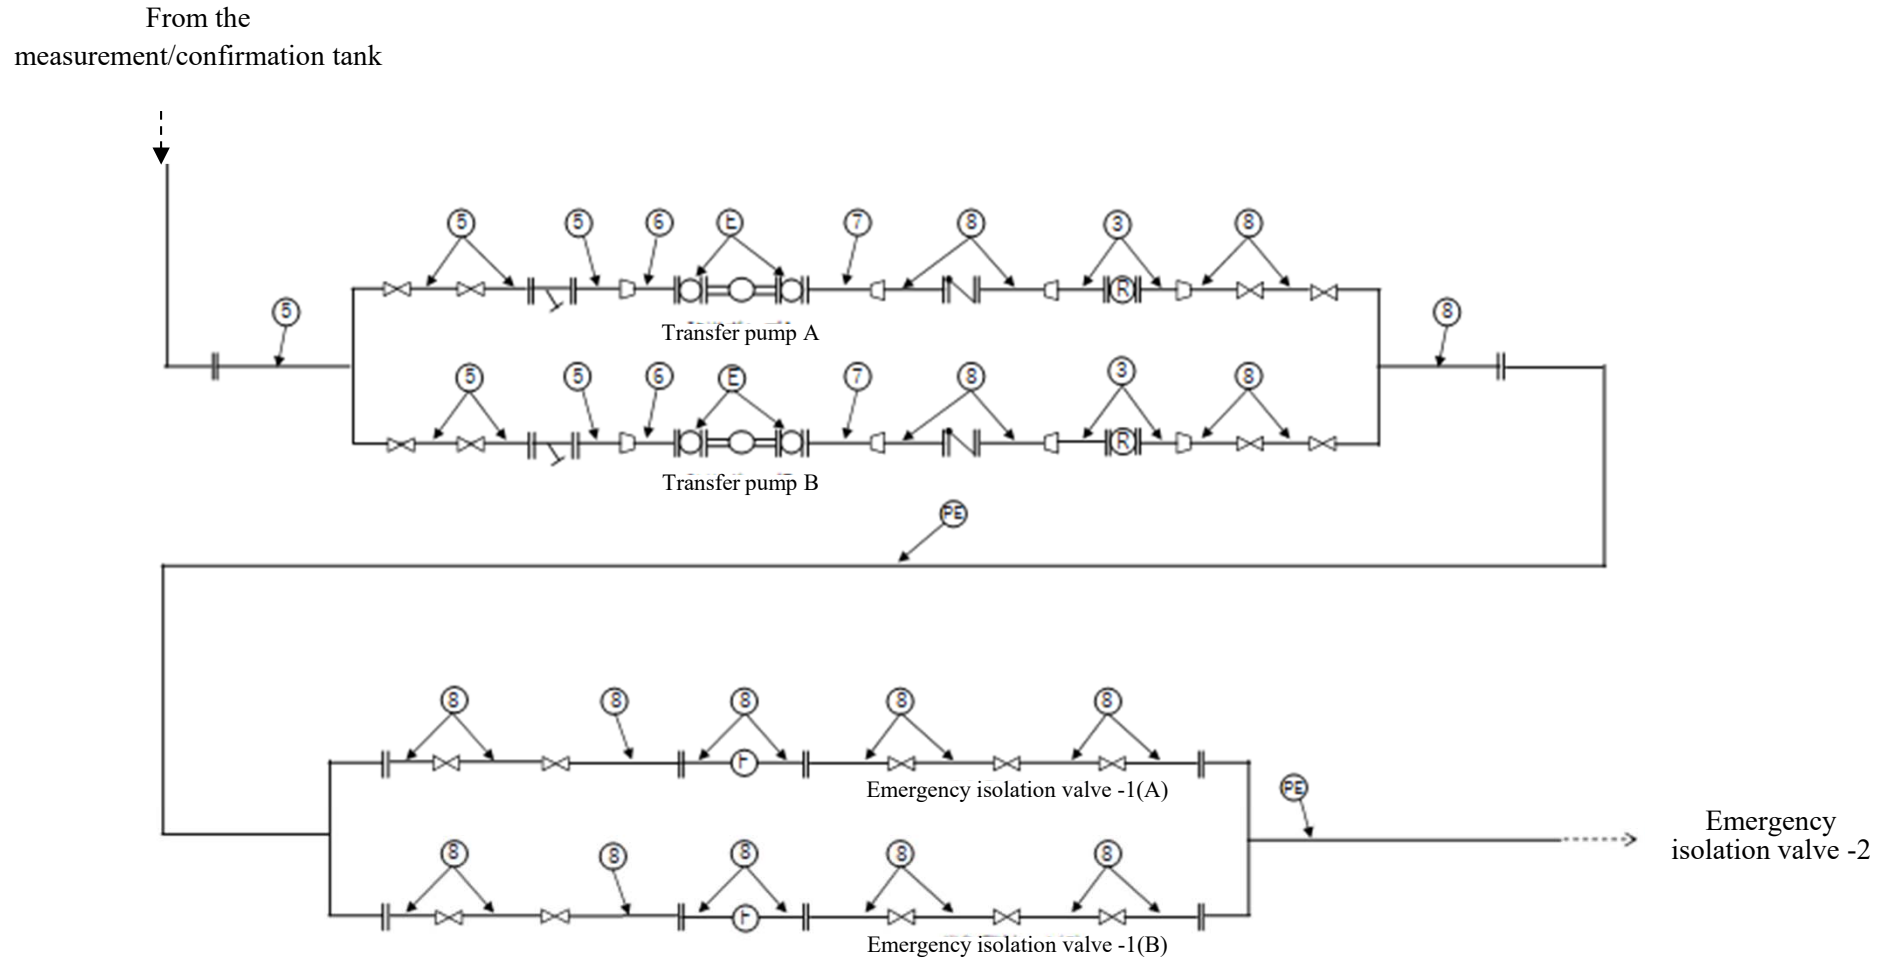 From the
measurement/confirmation tank
5 5 6 E 7 8 3 8
R
5
Transfer pump A
8
5 5 6 E 7 8 3 8
R
Transfer pump B
PE
8 8 8 8 8
F
Emergency isolation valve -1(A)
PE
Emergency
isolation valve -2
8 8 8 8 8
F
Emergency isolation valve -1(B)